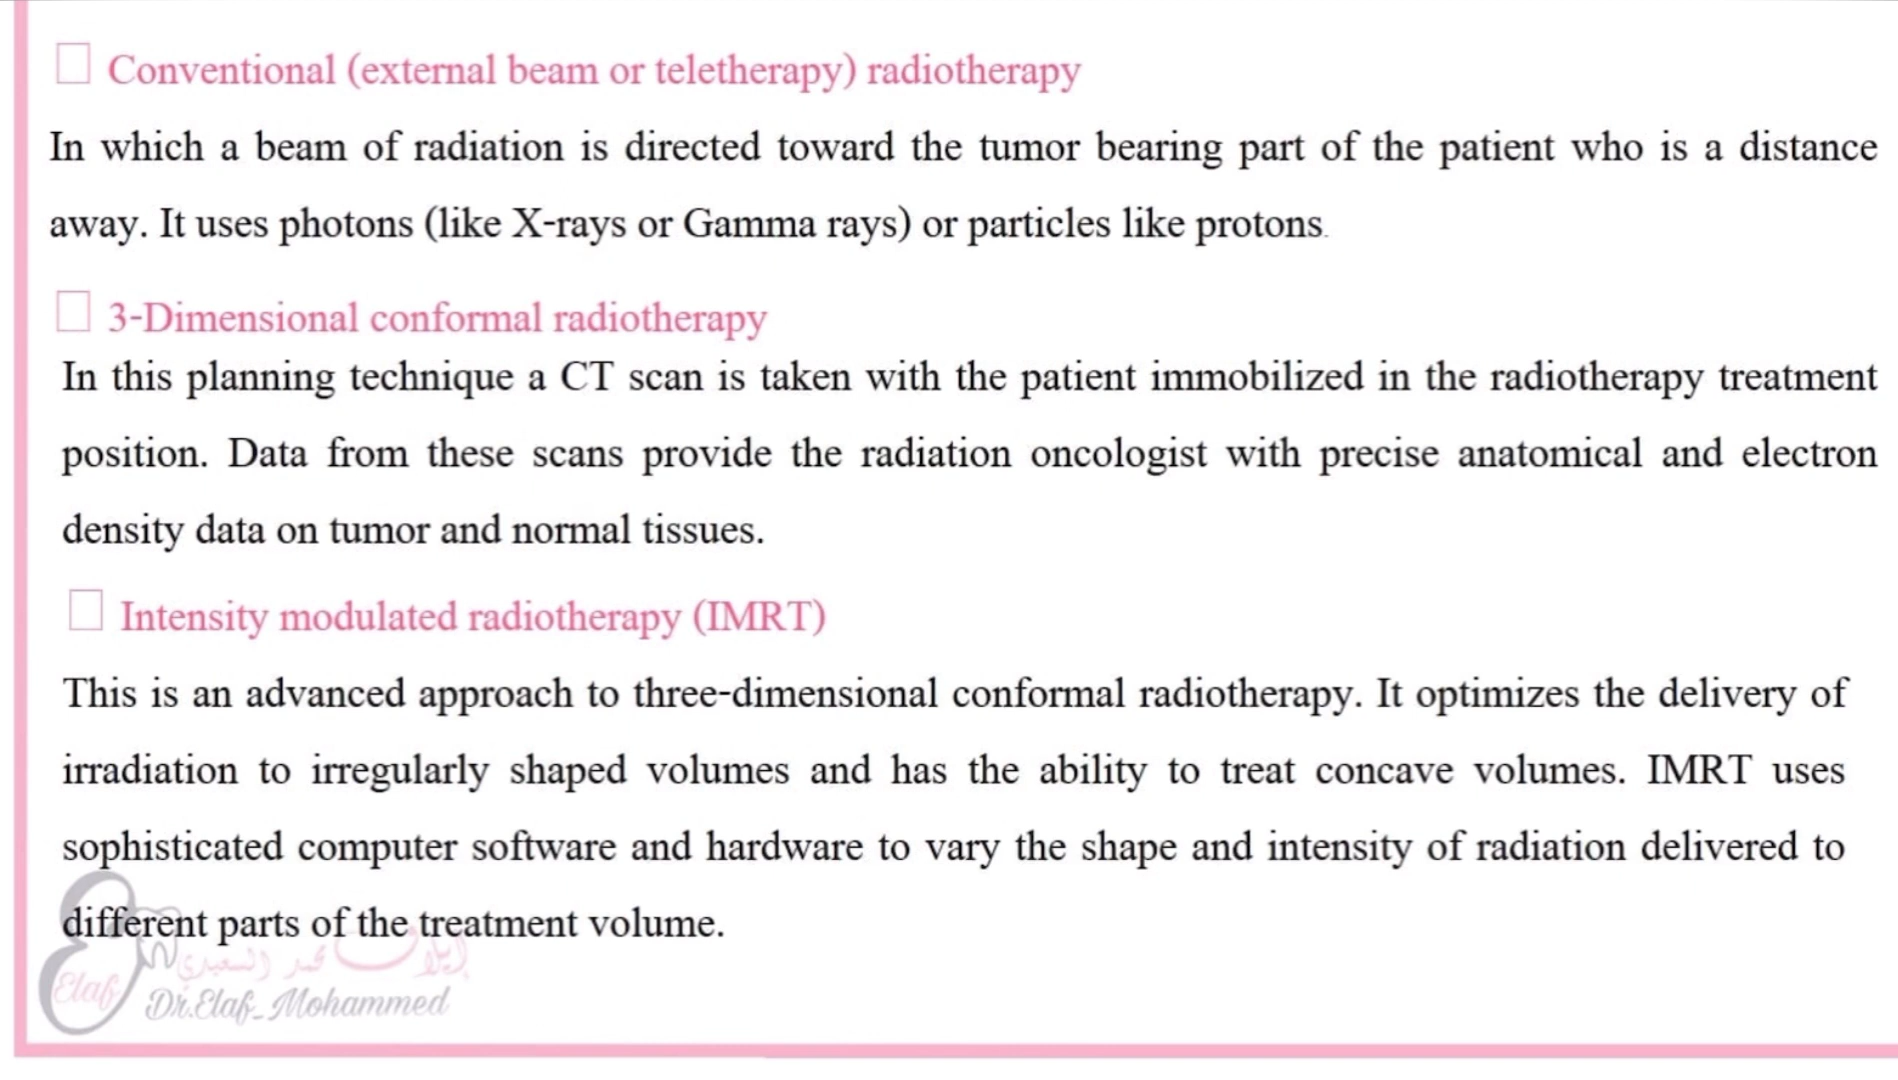 Conventional (external beam or teletherapy) radiotherapy
In which a beam of radiation is directed toward the tumor bearing part of the patient who is a distance
away. It uses photons (like X-rays or Gamma rays) or particles like protons.
3-Dimensional conformal radiotherapy
In this planning technique a CT scan is taken with the patient immobilized in the radiotherapy treatment
position. Data from these scans provide the radiation oncologist with precise anatomical and electron
density data on tumor and normal tissues.
Intensity modulated radiotherapy (IMRT)
This is an advanced approach to three-dimensional conformal radiotherapy. It optimizes the delivery of
irradiation to irregularly shaped volumes and has the ability to treat concave volumes. IMRT uses
sophisticated computer software and hardware to vary the shape and intensity of radiation delivered to
different parts of the treatment volume.
إيلاف محمد السعيدي
Elaf
Dr.Elaf_Mohammed